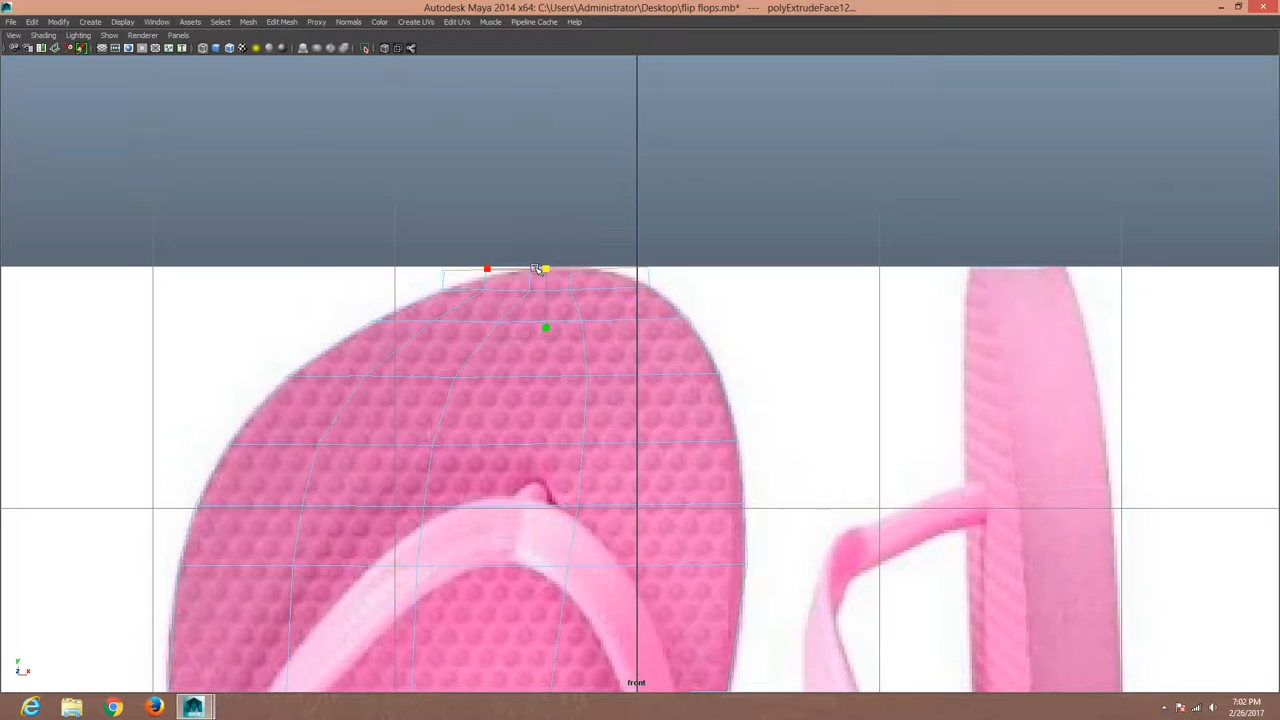 Autodesk Maya 2014 x64: C:\Users\Administrator\Desktop\flip flops.mb* --- polyExtrudeFace12...
File Edit Modify Create Display Window Assets Select Mesh Edit Mesh Proxy Normals Color Create UVs Edit UVs Muscle Pipeline Cache Help
View Shading Lighting Show Renderer Panels
y
z x
front
7:02 PM
2/26/2017